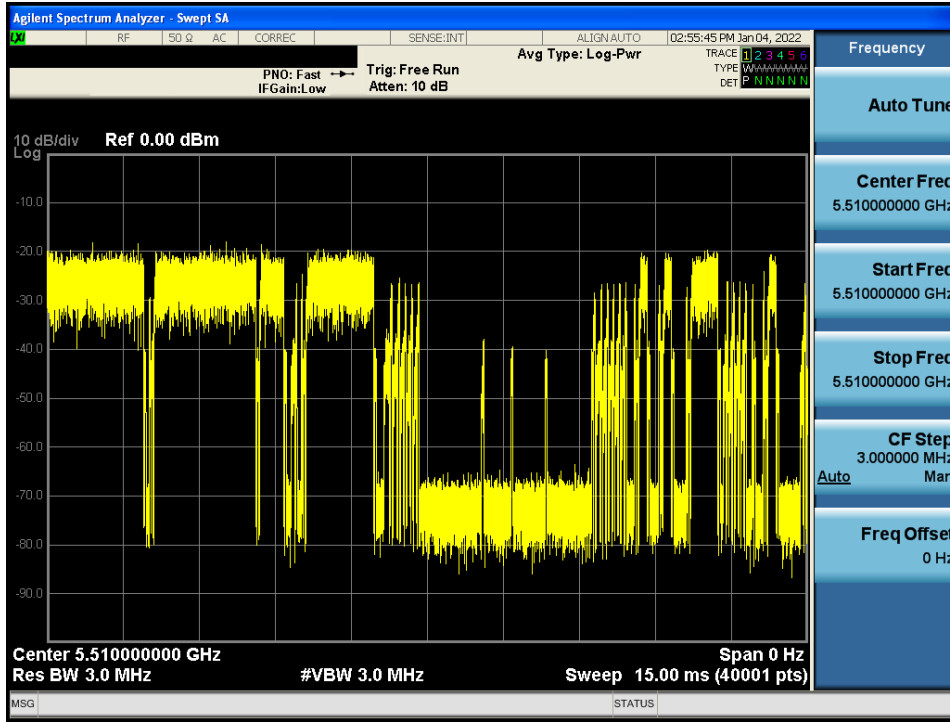 Agilent Spectrum Analyzer - Swept SA
LXI RF 50 Ω AC CORREC SENSE:INT ALIGN AUTO 02:55:45 PM Jan 04, 2022
Frequency
Avg Type: Log-Pwr
TRACE 1 2 3 4 5 6
PNO: Fast Trig: Free Run
TYPE WWWWWW
IFGain:Low Atten: 10 dB
DET P N N N N N
Auto Tune
10 dB/div Ref 0.00 dBm
Log
Center Freq
5.510000000 GHz
-10.0
-20.0
Start Freq
5.510000000 GHz
-30.0
-40.0
Stop Freq
5.510000000 GHz
-50.0
-60.0
CF Step
3.000000 MHz
Auto Man
-70.0
-80.0
Freq Offset
0 Hz
-90.0
Center 5.510000000 GHz Span 0 Hz
Res BW 3.0 MHz #VBW 3.0 MHz Sweep 15.00 ms (40001 pts)
MSG STATUS